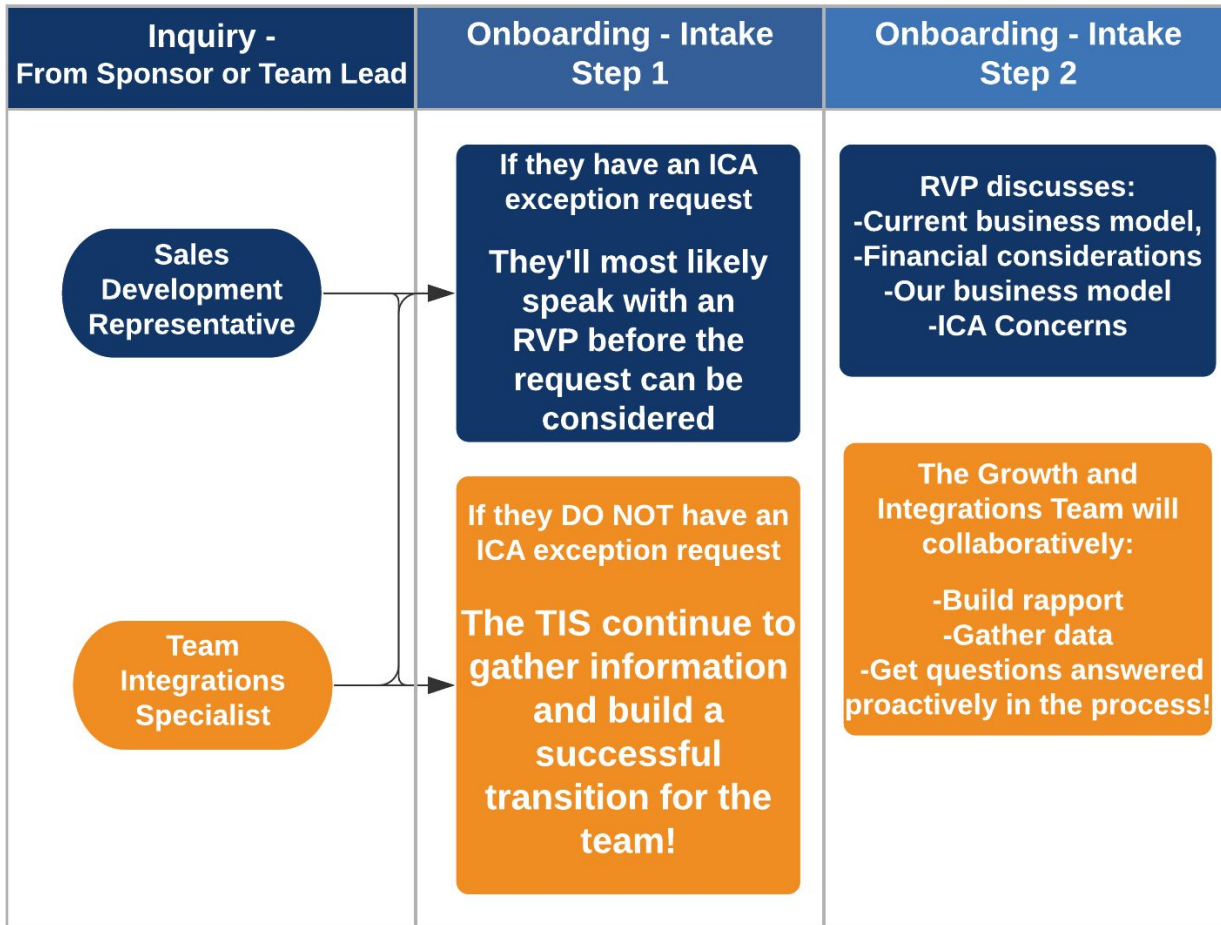 Inquiry -
From Sponsor or Team Lead
Onboarding - Intake
Step 1
Onboarding - Intake
Step 2
Sales
Development
Representative
Team
Integrations
Specialist
If they have an ICA
exception request
They'll most likely
speak with an
RVP before the
request can be
considered
If they DO NOT have an
ICA exception request
The TIS continue to
gather information
and build a
successful
transition for the
team!
RVP discusses:
-Current business model,
-Financial considerations
-Our business model
-ICA Concerns
The Growth and
Integrations Team will
collaboratively:
-Build rapport
-Gather data
-Get questions answered
proactively in the process!